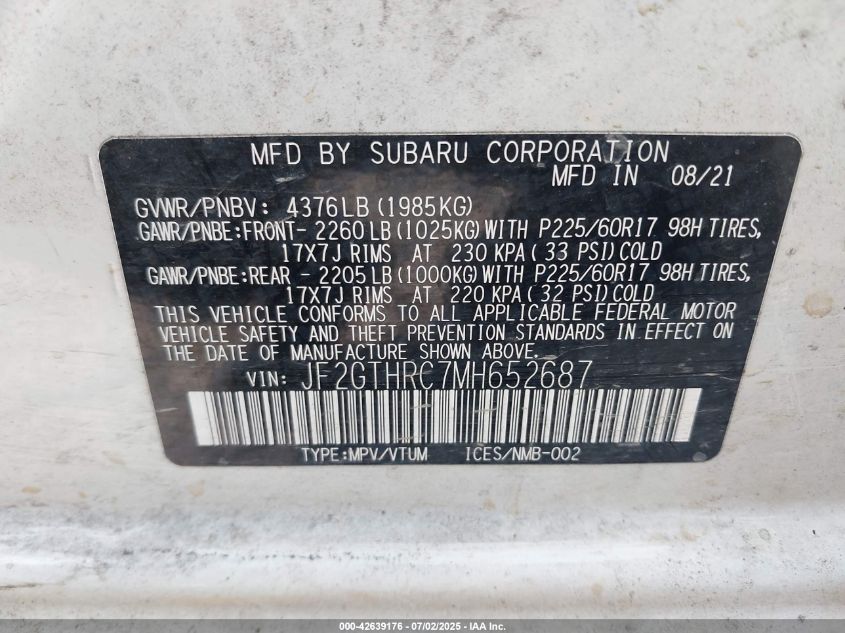 MFD BY SUBARU CORPORATION
MFD IN 08/21
GVWR/PNBV: 4376LB (1985KG)
GAWR/PNBE:FRONT- 2260LB (1025KG) WITH P225/60R17 98H TIRES,
17X7J RIMS AT 230 KPA ( 33 PSI) COLD
GAWR/PNBE:REAR - 2205LB (1000KG) WITH P225/60R17 98H TIRES,
17X7J RIMS AT 220 KPA ( 32 PSI) COLD
THIS VEHICLE CONFORMS TO ALL APPLICABLE FEDERAL MOTOR
VEHICLE SAFETY AND THEFT PREVENTION STANDARDS IN EFFECT ON
THE DATE OF MANUFACTURE SHOWN ABOVE.
VIN: JF2GTHRC7MH652687
TYPE:MPV/VTUM ICES/NMB-002
000-42639176 - 07/02/2025 - IAA Inc.